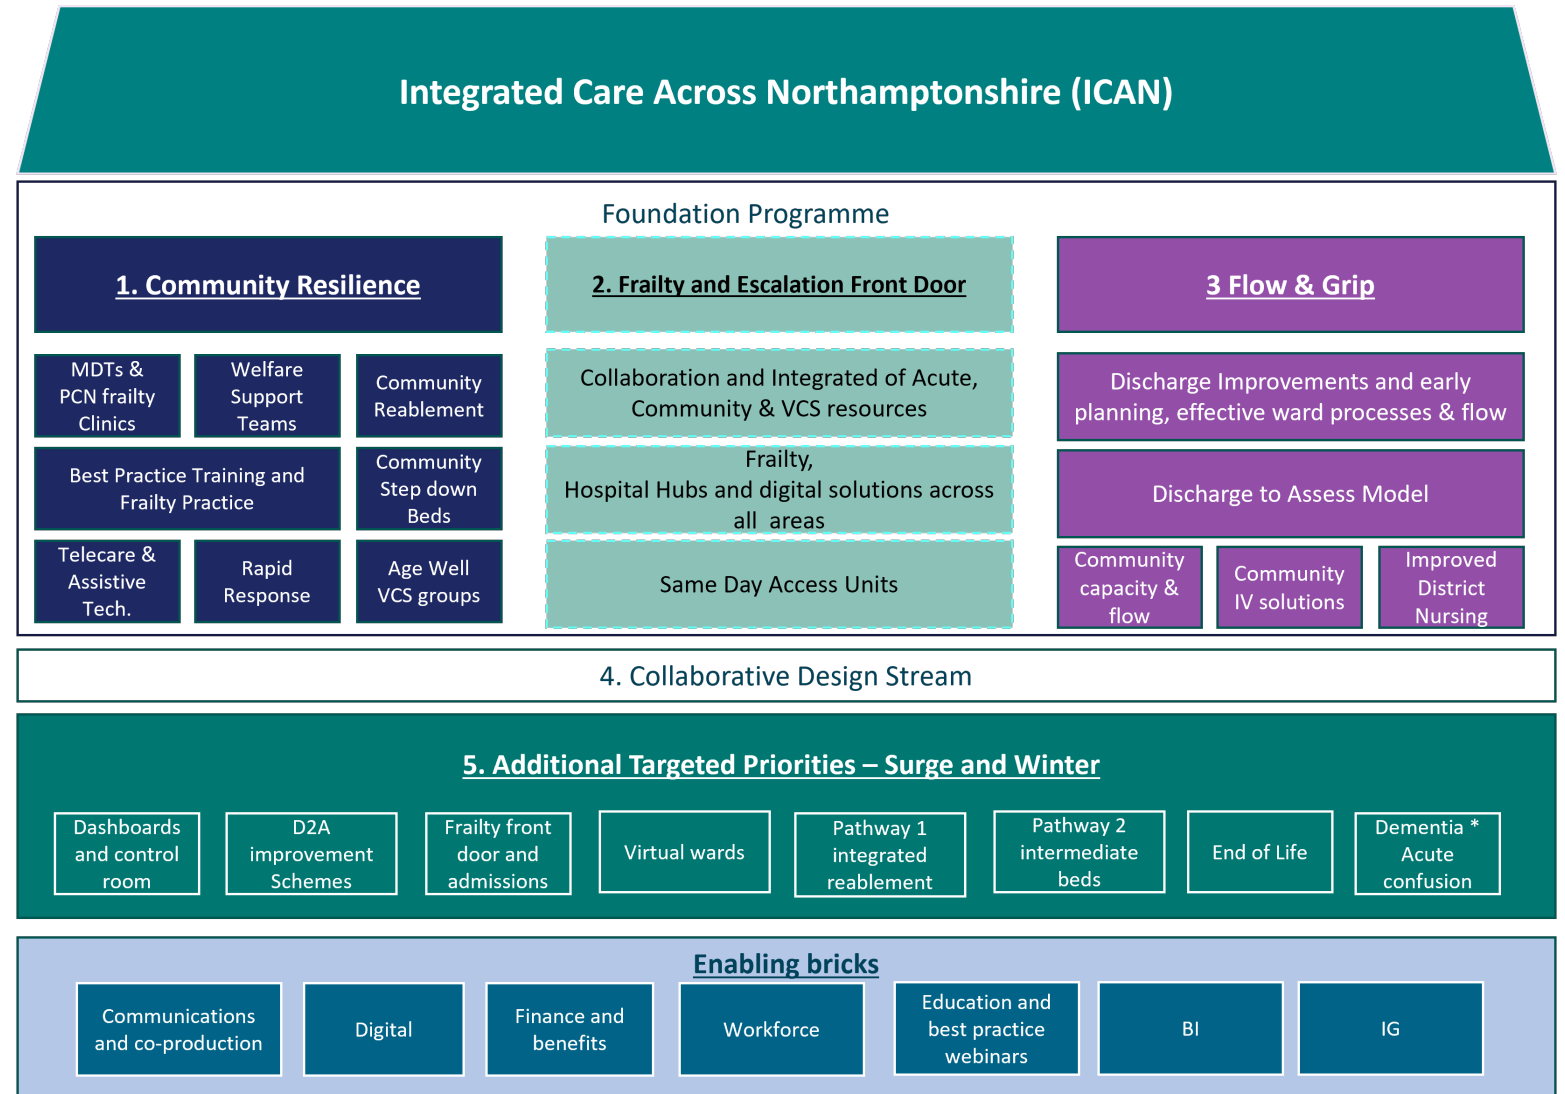 Integrated Care Across Northamptonshire (ICAN)
Foundation Programme
1. Community Resilience
MDTs &
PCN frailty
Clinics
Welfare
Support
Teams
Community
Reablement
Best Practice Training and
Frailty Practice
Community
Step down
Beds
Telecare &
Assistive
Tech.
Rapid
Response
Age Well
VCS groups
2. Frailty and Escalation Front Door
Collaboration and Integrated of Acute,
Community & VCS resources
Frailty,
Hospital Hubs and digital solutions across
all areas
Same Day Access Units
3 Flow & Grip
Discharge Improvements and early
planning, effective ward processes & flow
Discharge to Assess Model
Community
capacity &
flow
Community
IV solutions
Improved
District
Nursing
4. Collaborative Design Stream
5. Additional Targeted Priorities – Surge and Winter
Dashboards
and control
room
D2A
improvement
Schemes
Frailty front
door and
admissions
Virtual wards
Pathway 1
integrated
reablement
Pathway 2
intermediate
beds
End of Life
Dementia *
Acute
confusion
Enabling bricks
Communications
and co-production
Digital
Finance and
benefits
Workforce
Education and
best practice
webinars
BI
IG